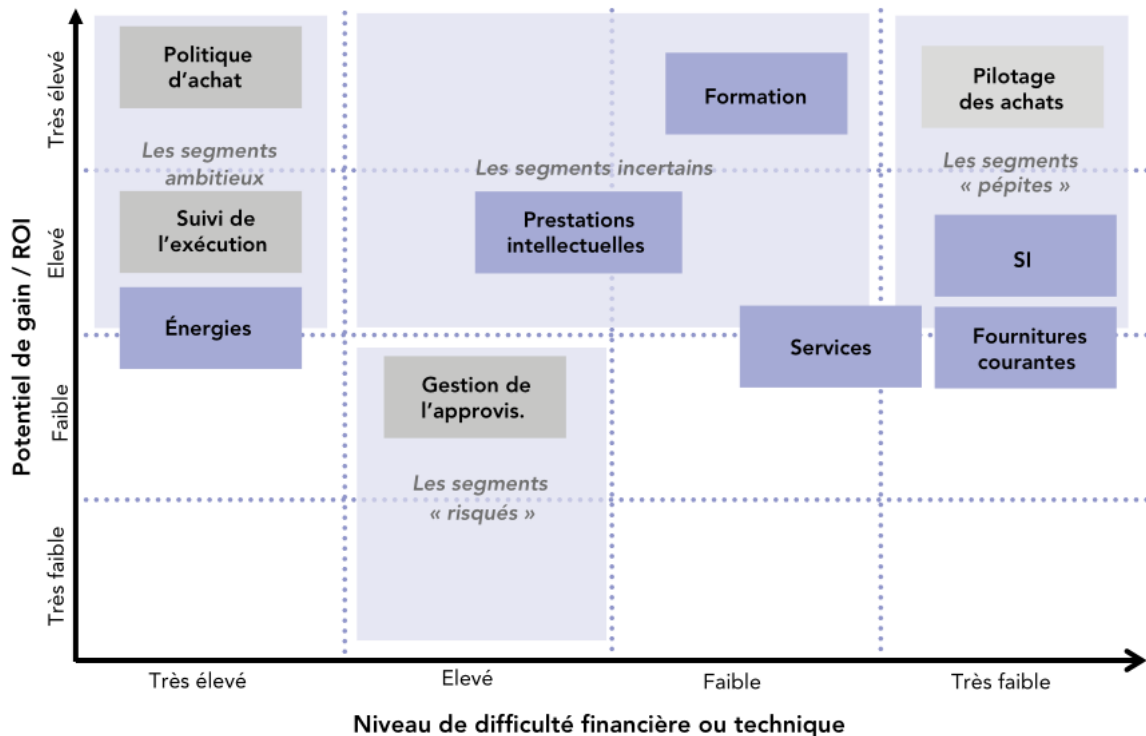 Potentiel de gain / ROI
Très élevé
Elevé
Faible
Très faible
Politique
d'achat
Formation
Pilotage
des achats
Les segments
ambitieux
Les segments incertains
Les segments
« pépites »
Suivi de
l'exécution
Prestations
intellectuelles
SI
Énergies
Services
Fournitures
courantes
Gestion de
l'approvis.
Les segments
« risqués »
Très élevé
Elevé
Faible
Très faible
Niveau de difficulté financière ou technique